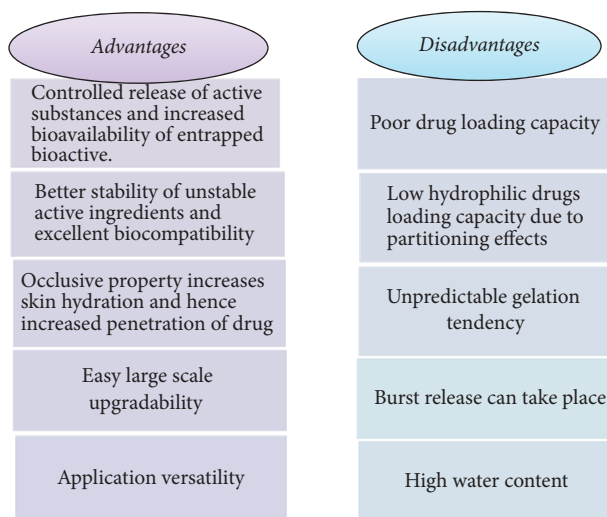 Advantages
Controlled release of active
substances and increased
bioavailability of entrapped
bioactive.
Better stability of unstable
active ingredients and
excellent biocompatibility
Occlusive property increases
skin hydration and hence
increased penetration of drug
Easy large scale
upgradability
Application versatility
Disadvantages
Poor drug loading capacity
Low hydrophilic drugs
loading capacity due to
partitioning effects
Unpredictable gelation
tendency
Burst release can take place
High water content